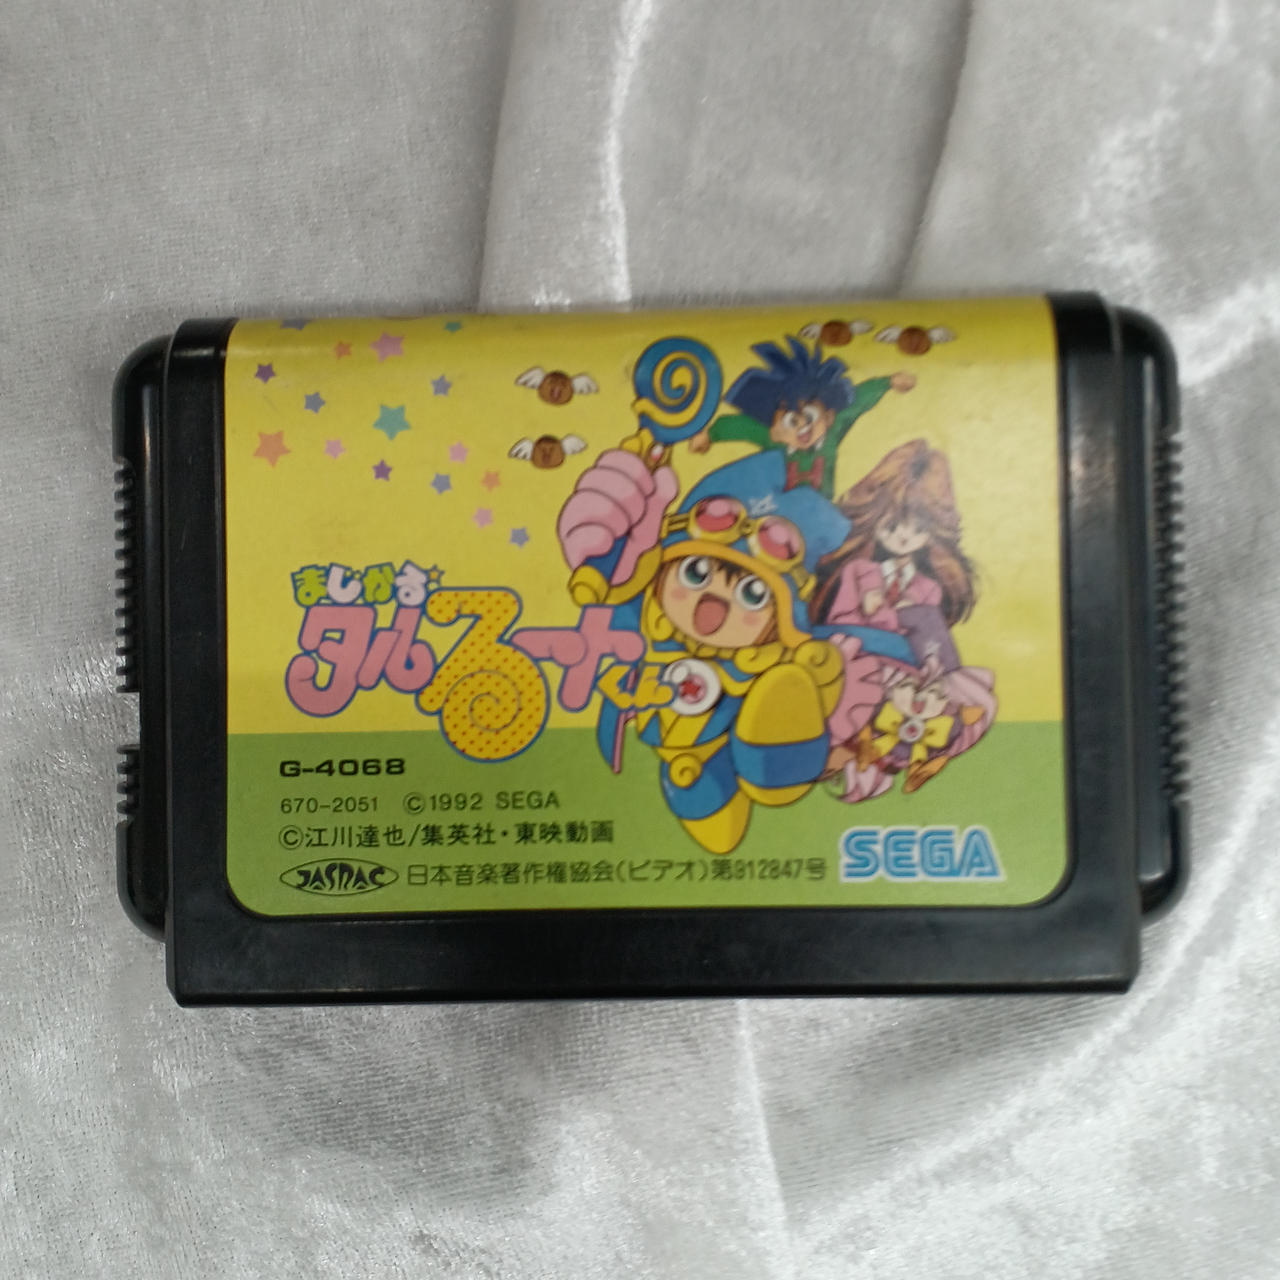 まじかる☆
タルるートくん
G-4068
670-2051 ©1992 SEGA
©江川達也/集英社・東映動画
JASRAC 日本音楽著作権協会(ビデオ)第912847号
SEGA